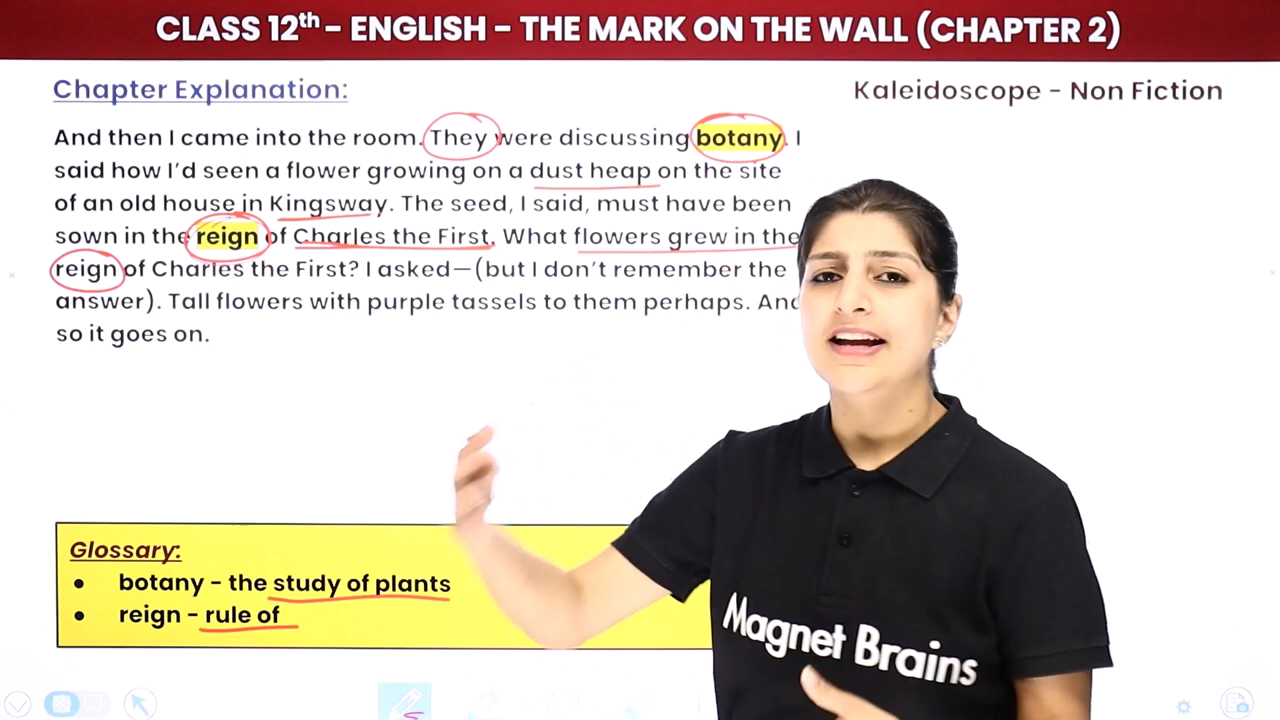 CLASS 12th - ENGLISH - THE MARK ON THE WALL (CHAPTER 2)
Chapter Explanation:
Kaleidoscope - Non Fiction
And then I came into the room. They were discussing botany. I
said how I'd seen a flower growing on a dust heap on the site
of an old house in Kingsway. The seed, I said, must have been
sown in the reign of Charles the First. What flowers grew in the
reign of Charles the First? I asked—(but I don't remember the
answer). Tall flowers with purple tassels to them perhaps. And
so it goes on.
Glossary:
● botany - the study of plants
● reign - rule of
Magnet Brains